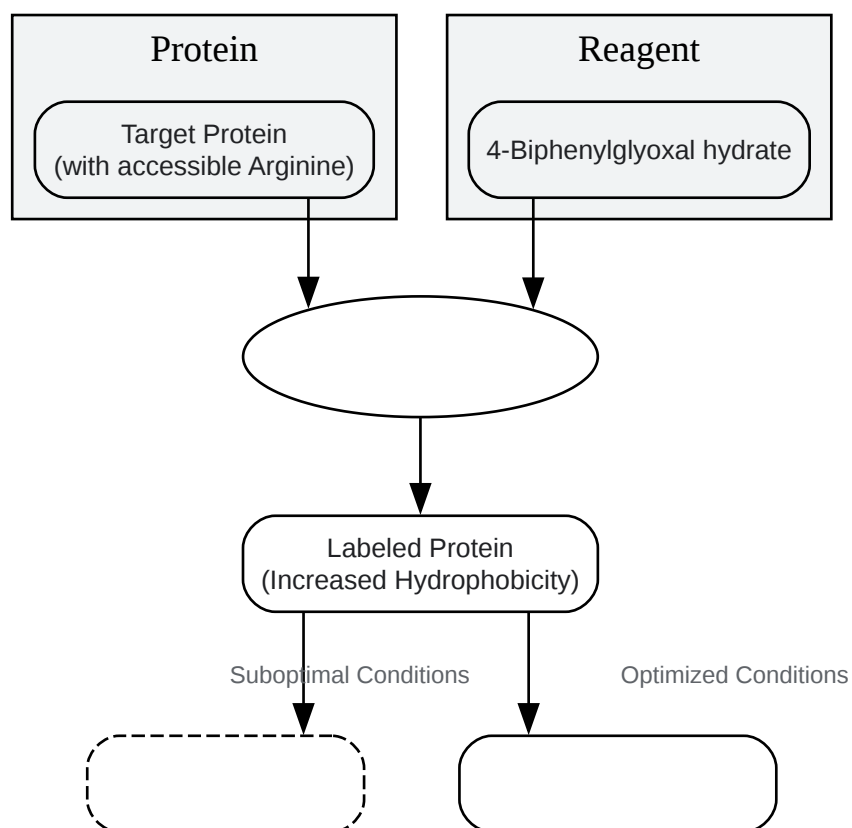 Protein
Reagent
Target Protein
(with accessible Arginine)
4-Biphenylglyoxal hydrate
Labeled Protein
(Increased Hydrophobicity)
Suboptimal Conditions
Optimized Conditions